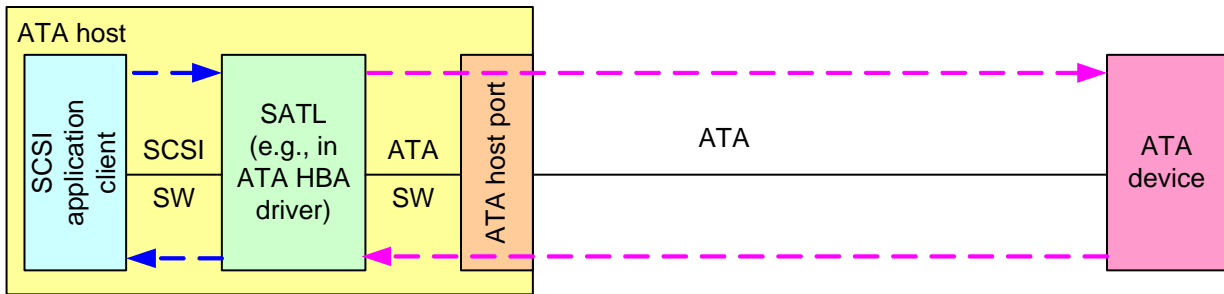 ATA host
SCSI
application
client
SCSI
SW
SATL
(e.g., in
ATA HBA
driver)
ATA
SW
ATA host port
ATA
ATA
device